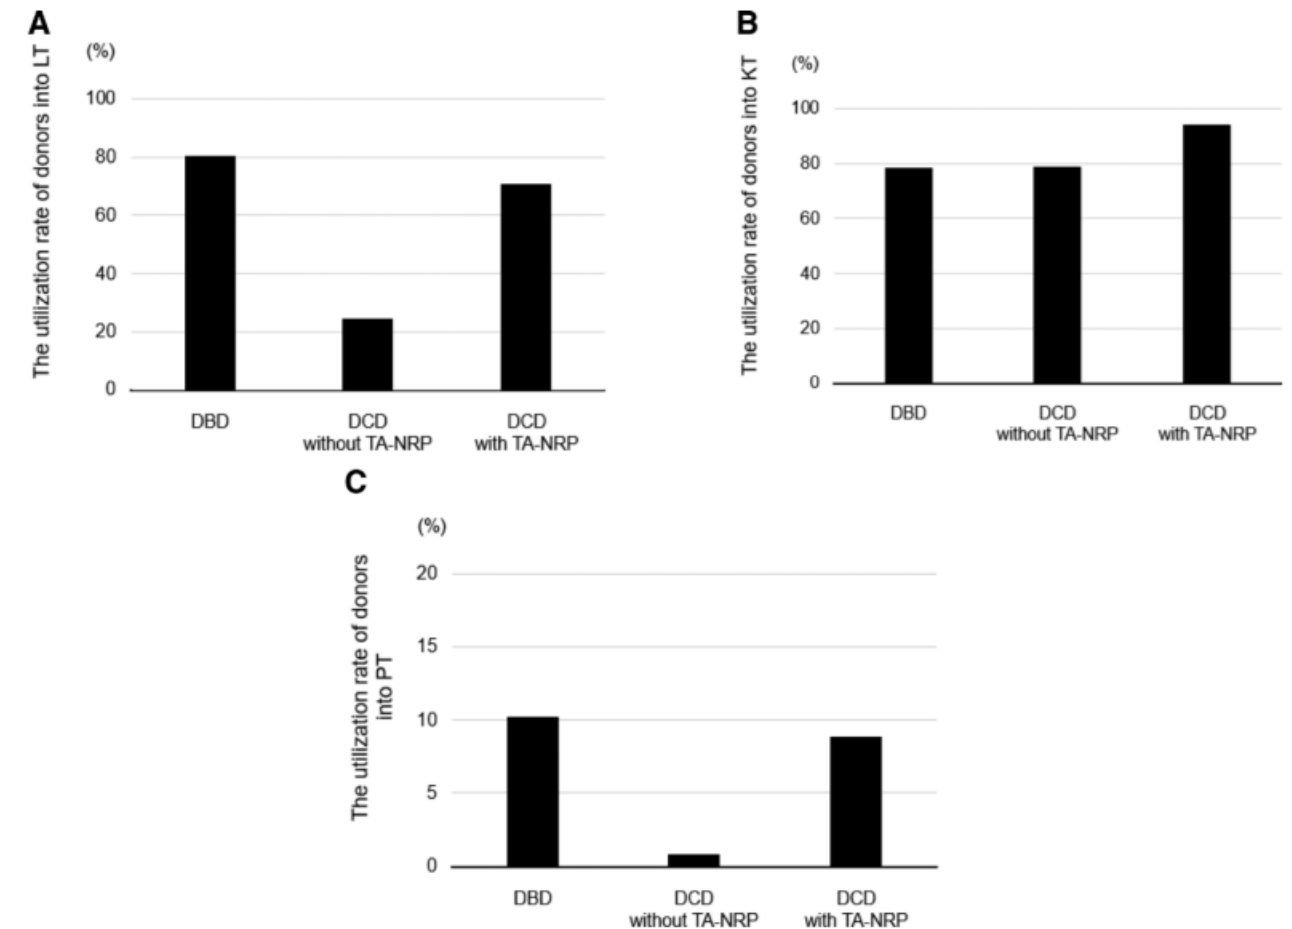 A
The utilization rate of donors into LT
(%)
100
80
60
40
20
0
DBD
DCD
without TA-NRP
DCD
with TA-NRP
B
The utilization rate of donors into KT
(%)
100
80
60
40
20
0
DBD
DCD
without TA-NRP
DCD
with TA-NRP
C
The utilization rate of donors
into PT
(%)
20
15
10
5
0
DBD
DCD
without TA-NRP
DCD
with TA-NRP